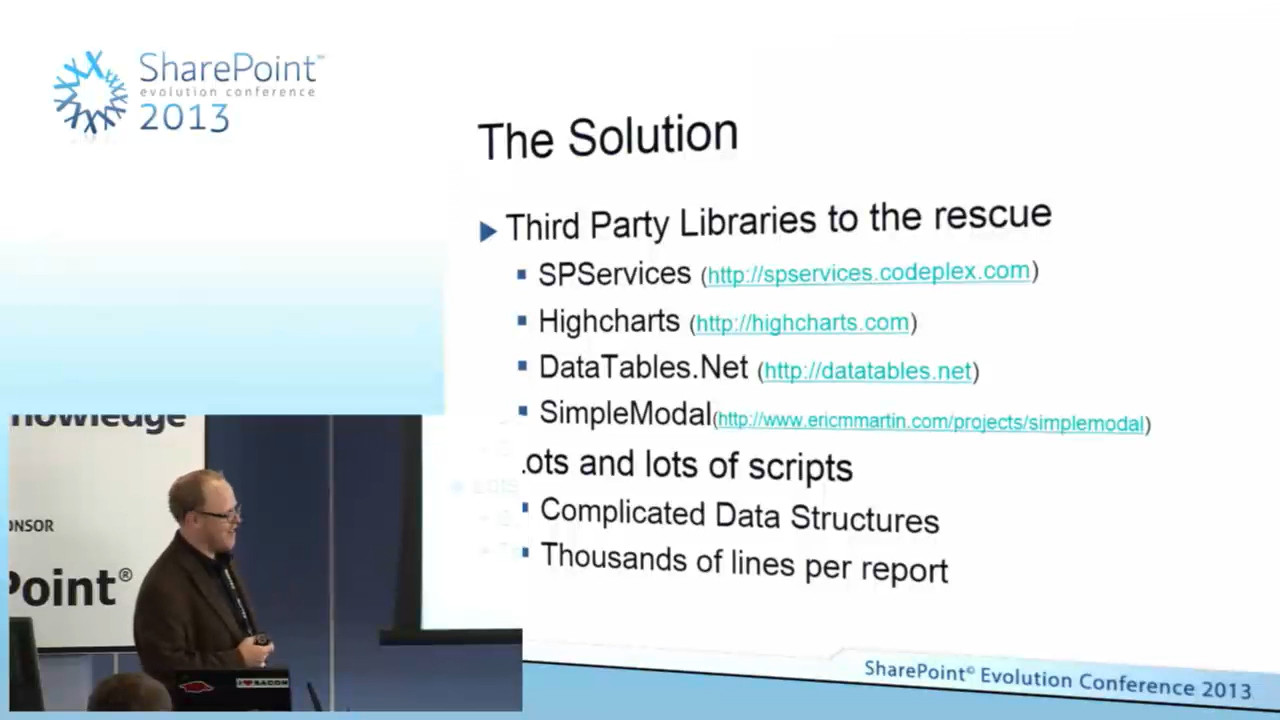 SharePoint™
evolution conference
2013
The Solution
Third Party Libraries to the rescue
SPServices (http://spservices.codeplex.com)
Highcharts (http://highcharts.com)
DataTables.Net (http://datatables.net)
SimpleModal(http://www.ericmmartin.com/projects/simplemodal)
.ots and lots of scripts
Complicated Data Structures
Thousands of lines per report
nowledge
ONSOR
Point®
I ♥ BACON
SharePoint® Evolution Conference 2013